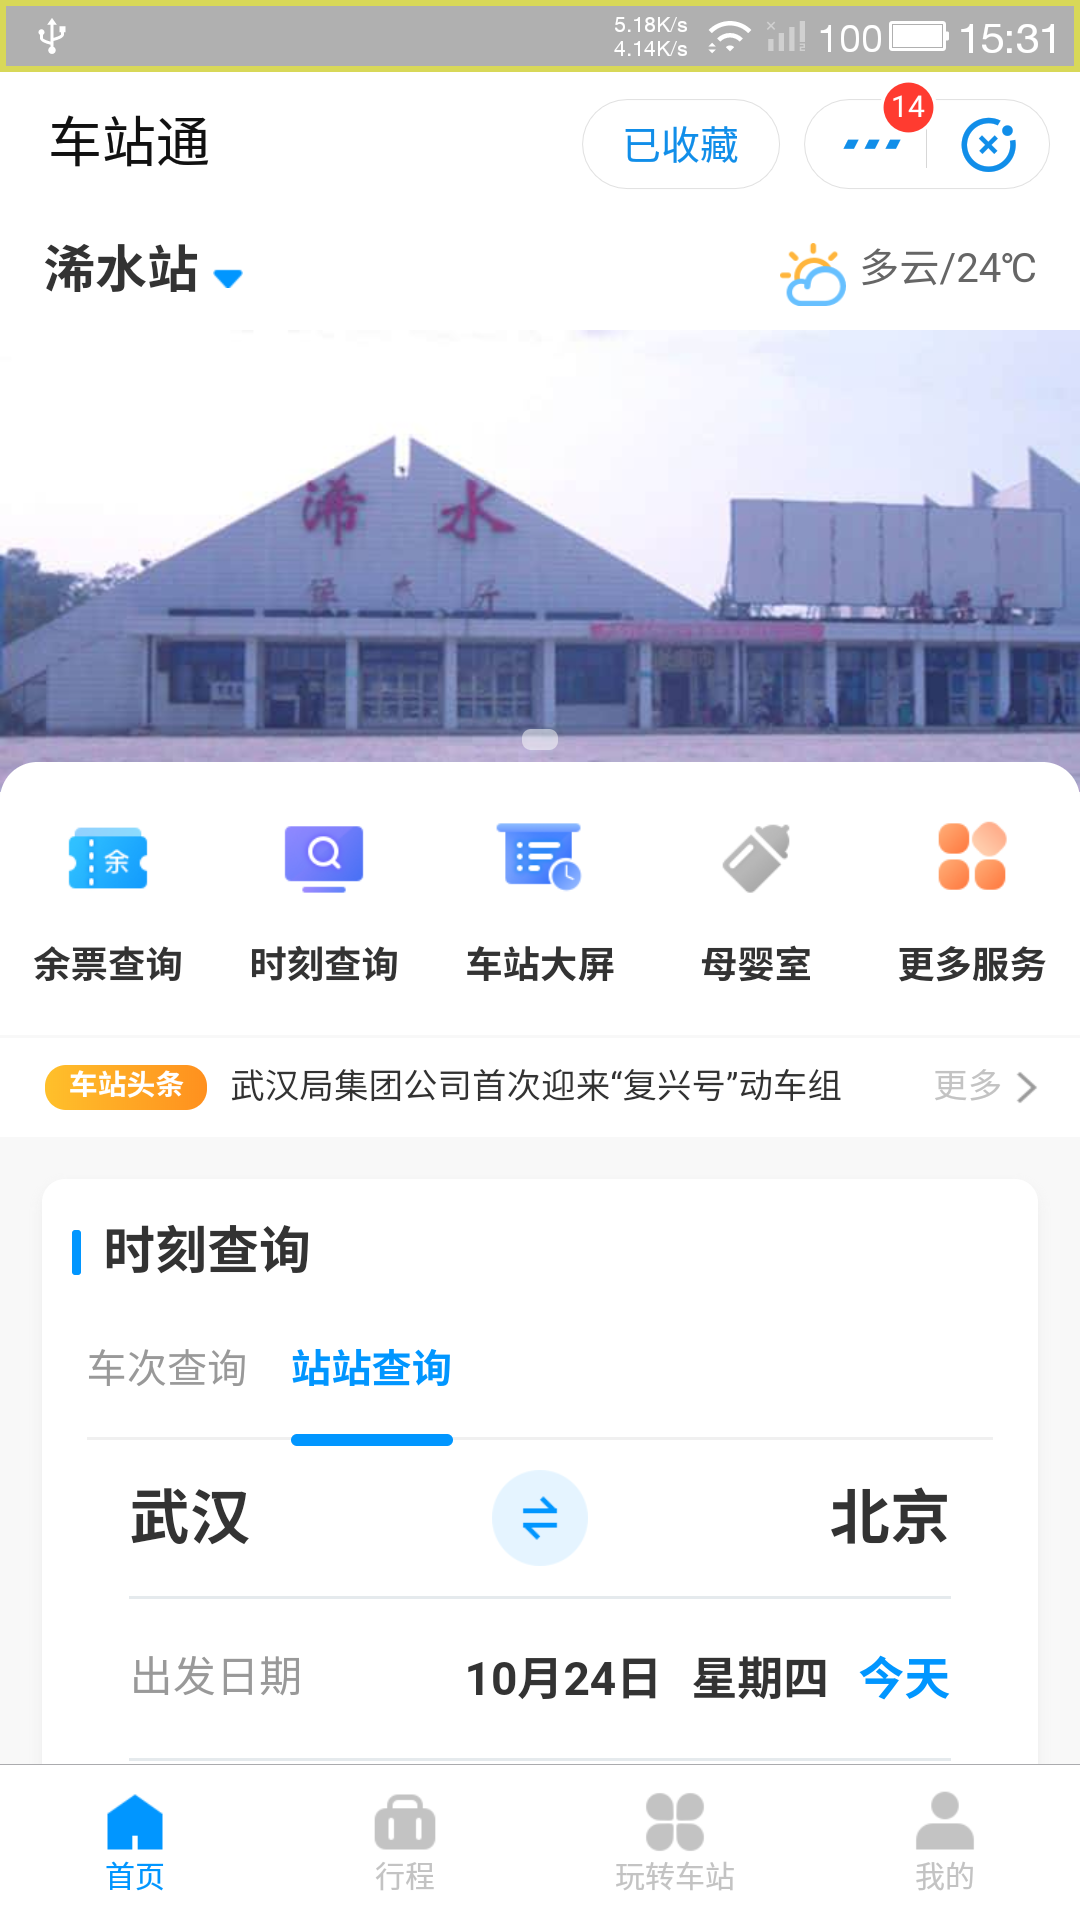 5.18K/s
4.14K/s
100
15:31
车站通
已收藏
14
浠水站
多云/24℃
浠 水
候 水 厅
余
余票查询
时刻查询
车站大屏
母婴室
更多服务
车站头条
武汉局集团公司首次迎来“复兴号”动车组
更多
时刻查询
车次查询
站站查询
武汉
北京
出发日期
10月24日 星期四 今天
首页
行程
玩转车站
我的